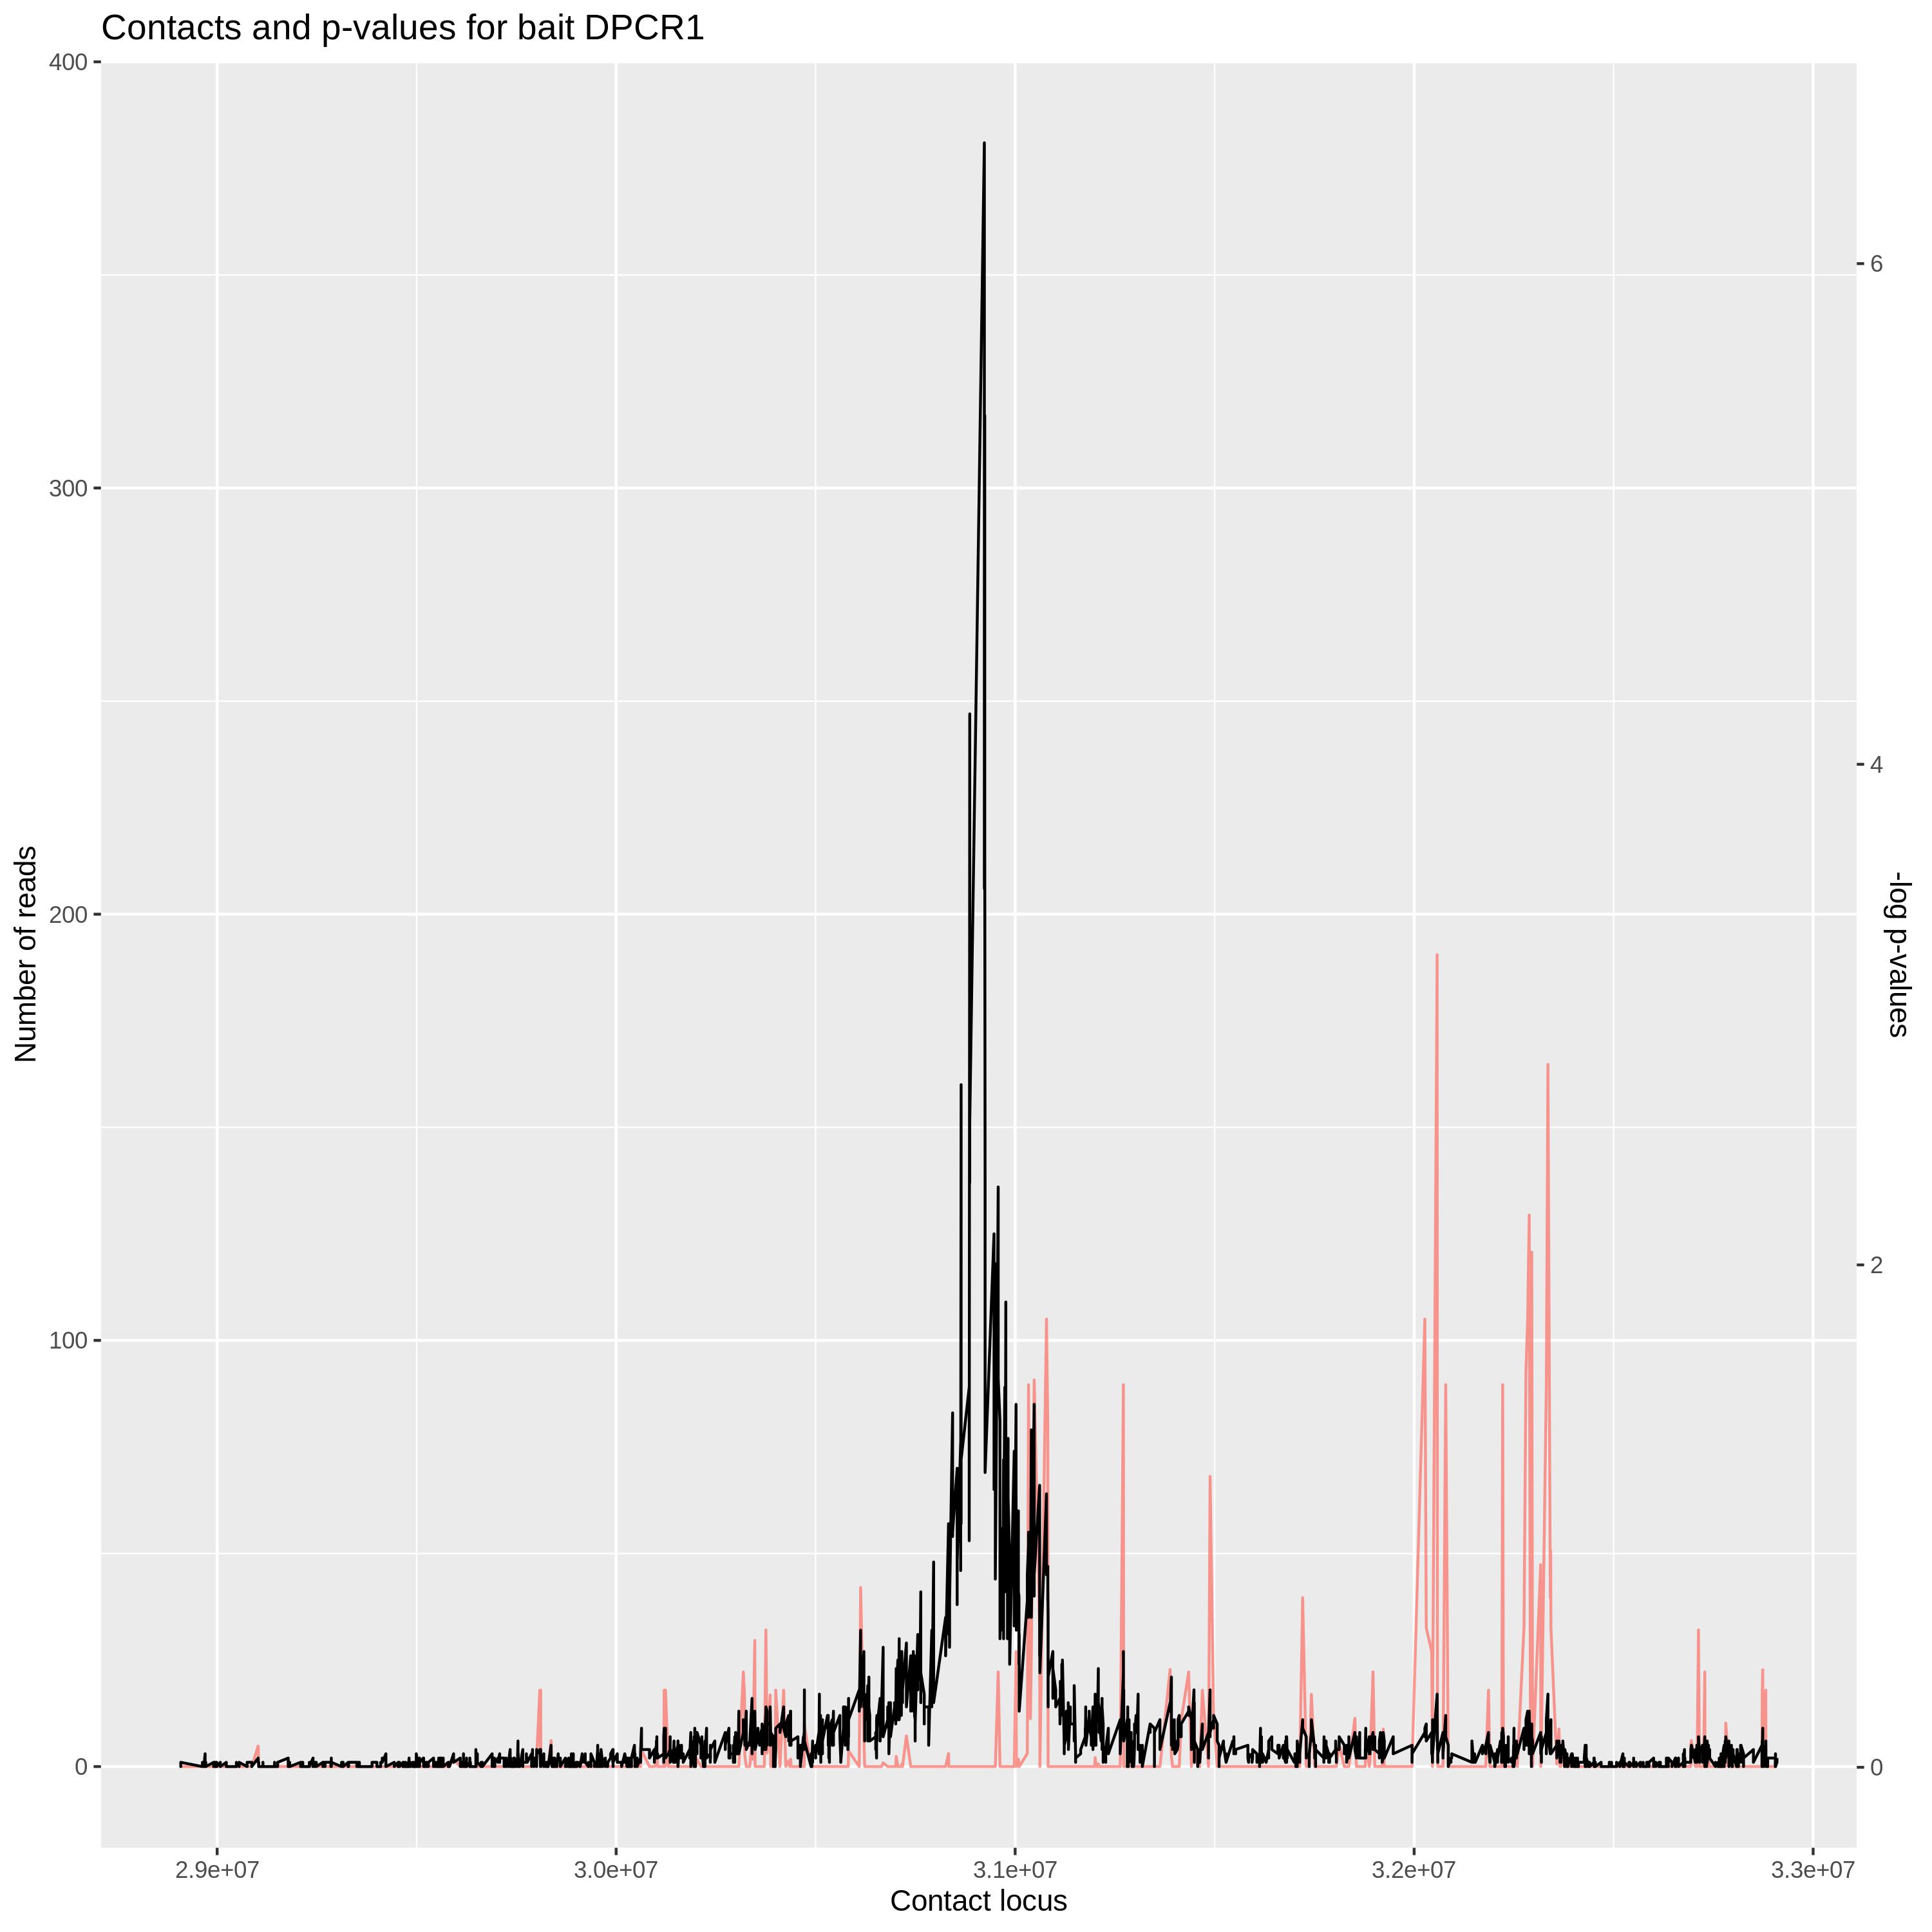 Contacts and p-values for bait DPCR1
400
300
200
100
0
Number of reads
6
4
2
0
-log p-values
2.9e+07
3.0e+07
3.1e+07
3.2e+07
3.3e+07
Contact locus